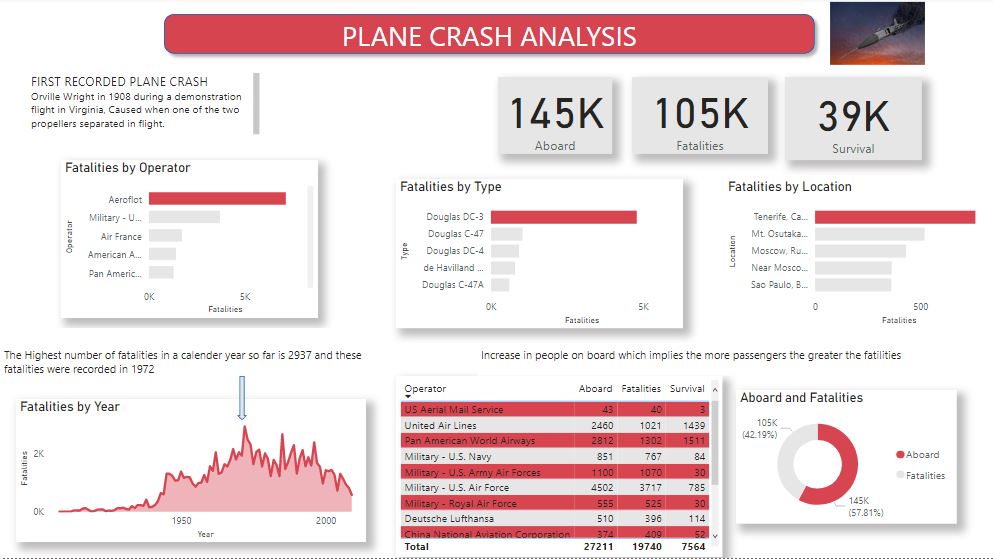 PLANE CRASH ANALYSIS
FIRST RECORDED PLANE CRASH
Orville Wright in 1908 during a demonstration
flight in Virginia, Caused when one of the two
propellers separated in flight.
145K
Aboard
105K
Fatalities
39K
Survival
Fatalities by Operator
Operator
Aeroflot
Military - U...
Air France
American A...
Pan Americ...
0K 5K
Fatalities
Fatalities by Type
Type
Douglas DC-3
Douglas C-47
Douglas DC-4
de Havilland ...
Douglas C-47A
0K 5K
Fatalities
Fatalities by Location
Location
Tenerife, Ca...
Mt. Osutaka...
Moscow, Ru...
Near Mosco...
Sao Paulo, B...
0 500
Fatalities
The Highest number of fatalities in a calender year so far is 2937 and these
fatalities were recorded in 1972
Increase in people on board which implies the more passengers the greater the fatilities
Fatalities by Year
Fatalities
2K
0K
1950 2000
Year
Operator Aboard Fatalities Survival
US Aerial Mail Service 43 40 3
United Air Lines 2460 1021 1439
Pan American World Airways 2812 1302 1511
Military - U.S. Navy 851 767 84
Military - U.S. Army Air Forces 1100 1070 30
Military - U.S. Air Force 4502 3717 785
Military - Royal Air Force 555 525 30
Deutsche Lufthansa 510 396 114
China National Aviation Corporation 374 409 52
Total 27211 19740 7564
Aboard and Fatalities
105K
(42.19%)
145K
(57.81%)
Aboard
Fatalities